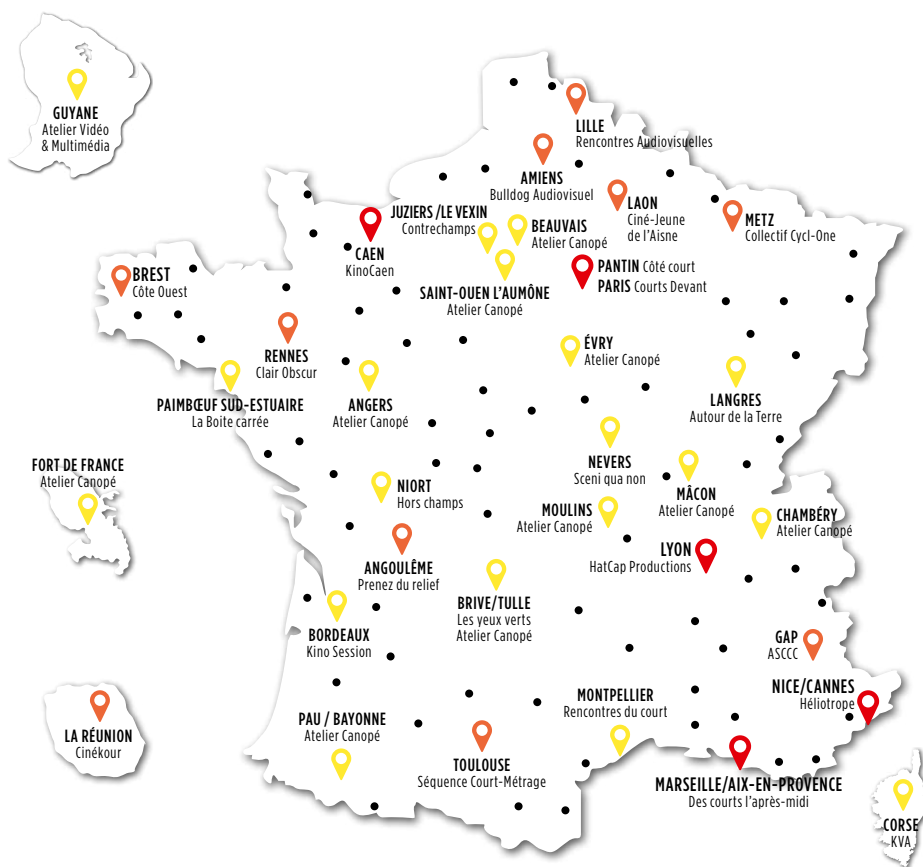 GUYANE
Atelier Vidéo
& Multimédia
LILLE
Rencontres Audiovisuelles
AMIENS
Bulldog Audiovisuel
LAON
Ciné-Jeune
de l'Aisne
METZ
Collectif Cycl-One
JUZIERS /LE VEXIN
Contrechamps
BEAUVAIS
Atelier Canopé
CAEN
KinoCaen
SAINT-OUEN L'AUMÔNE
Atelier Canopé
PANTIN Côté court
PARIS Courts Devant
BREST
Côte Ouest
RENNES
Clair Obscur
ÉVRY
Atelier Canopé
PAIMBŒUF SUD-ESTUAIRE
La Boite carrée
ANGERS
Atelier Canopé
LANGRES
Autour de la Terre
FORT DE FRANCE
Atelier Canopé
NIORT
Hors champs
NEVERS
Sceni qua non
MÂCON
Atelier Canopé
MOULINS
Atelier Canopé
CHAMBÉRY
Atelier Canopé
ANGOULÊME
Prenez du relief
LYON
HatCap Productions
BRIVE/TULLE
Les yeux verts
Atelier Canopé
BORDEAUX
Kino Session
GAP
ASCCC
LA RÉUNION
Cinékour
PAU / BAYONNE
Atelier Canopé
TOULOUSE
Séquence Court-Métrage
MONTPELLIER
Rencontres du court
NICE/CANNES
Héliotrope
MARSEILLE/AIX-EN-PROVENCE
Des courts l'après-midi
CORSE
KVA